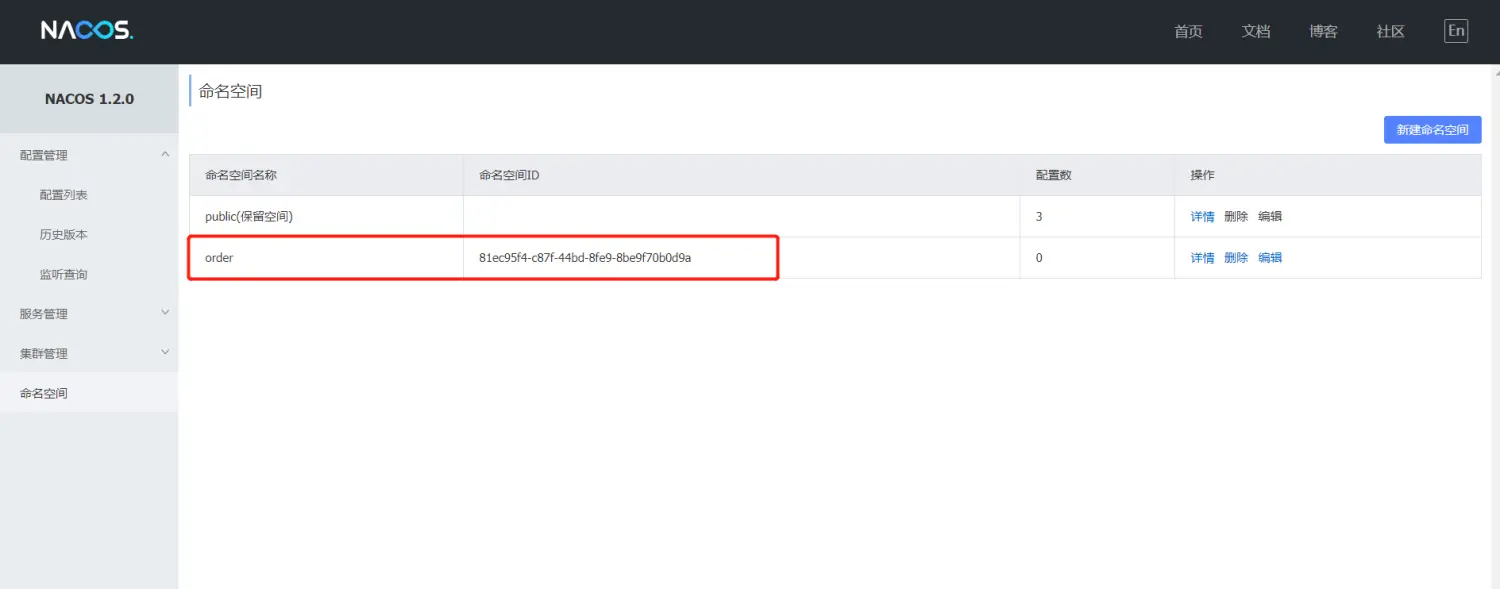 NACOS.
首页 文档 博客 社区 En
NACOS 1.2.0
配置管理
配置列表
历史版本
监听查询
服务管理
集群管理
命名空间
命名空间
新建命名空间
命名空间名称 命名空间ID 配置数 操作
public(保留空间) 3 详情 删除 编辑
order 81ec95f4-c87f-44bd-8fe9-8be9f70b0d9a 0 详情 删除 编辑